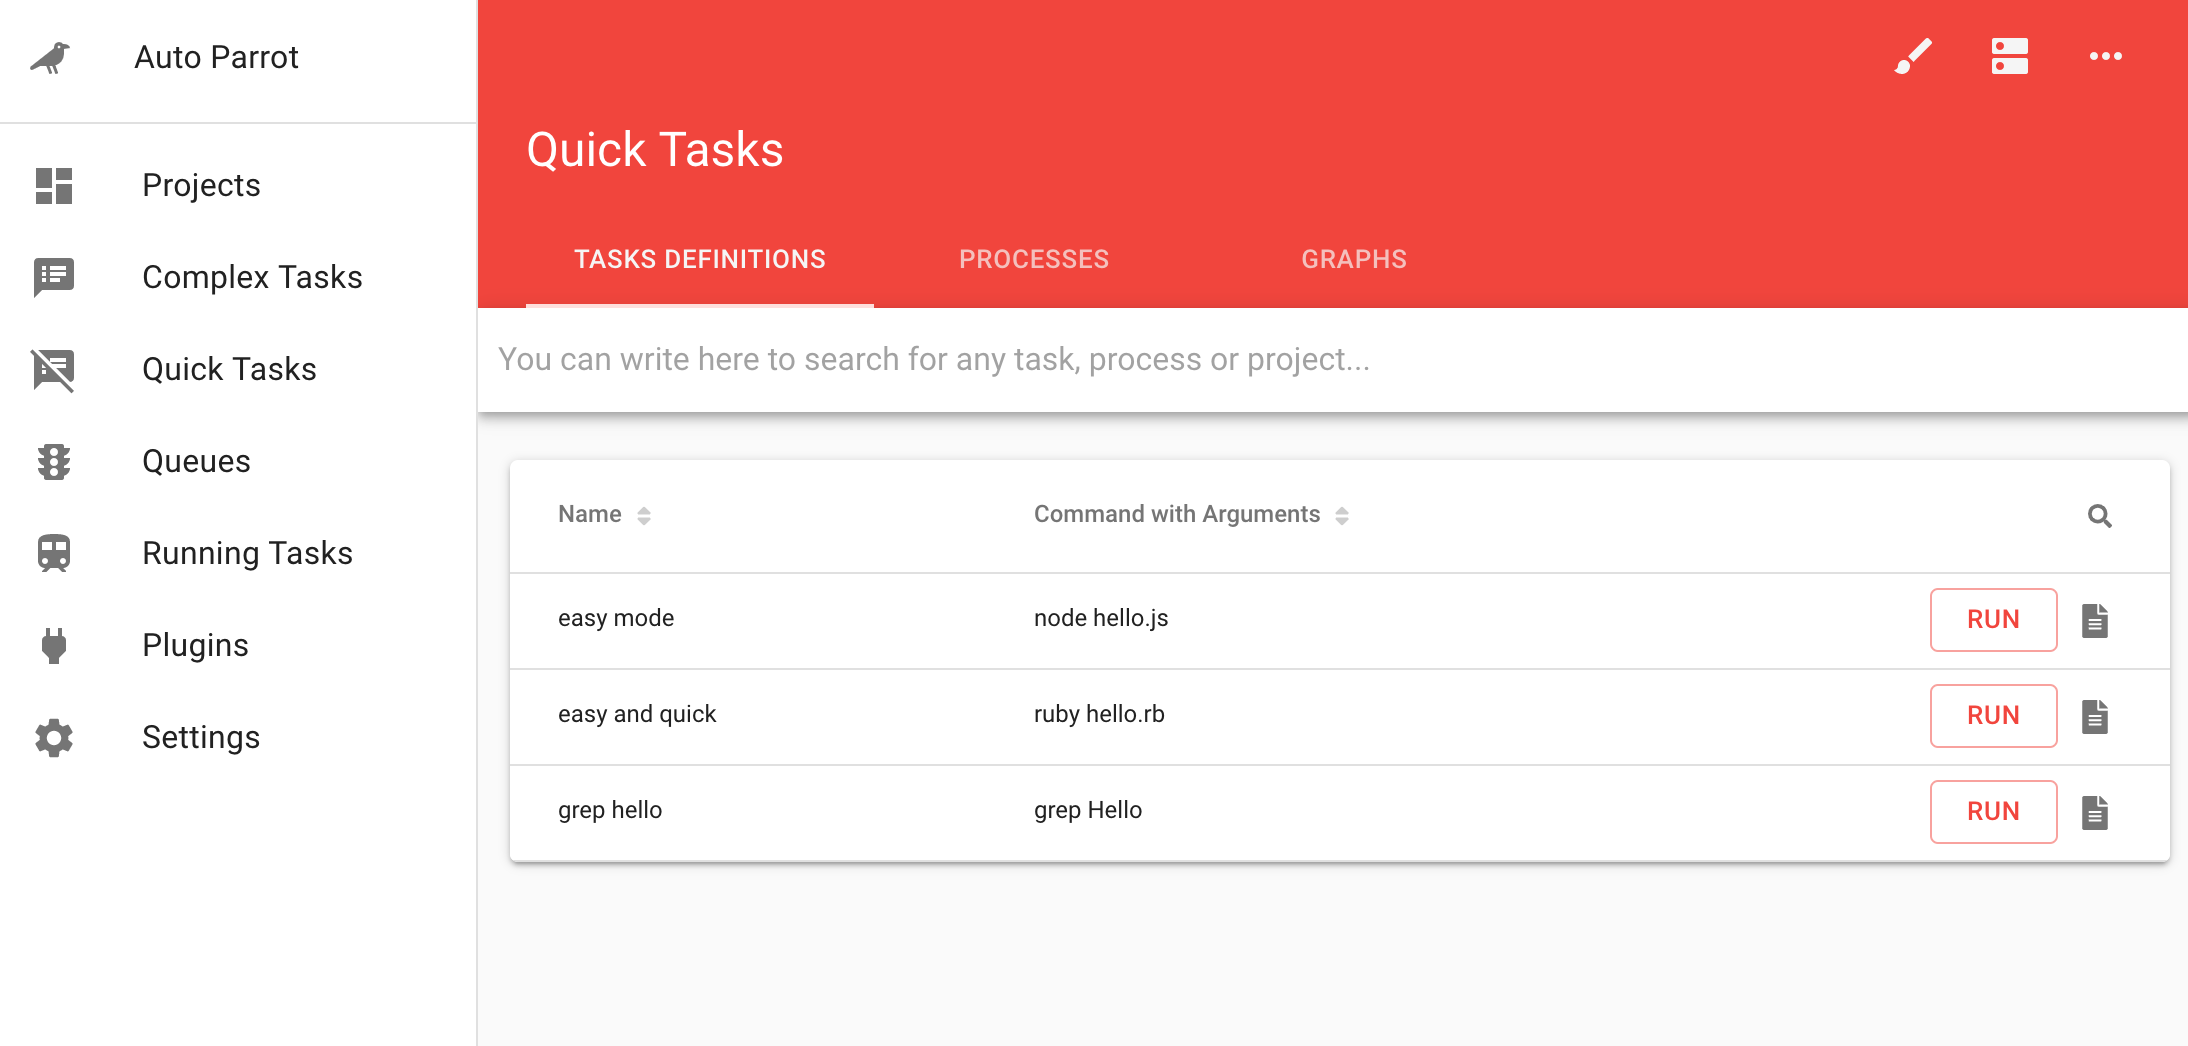 Auto Parrot
Projects
Complex Tasks
Quick Tasks
Queues
Running Tasks
Plugins
Settings
Quick Tasks
TASKS DEFINITIONS PROCESSES GRAPHS
You can write here to search for any task, process or project...
Name Command with Arguments
easy mode node hello.js RUN
easy and quick ruby hello.rb RUN
grep hello grep Hello RUN